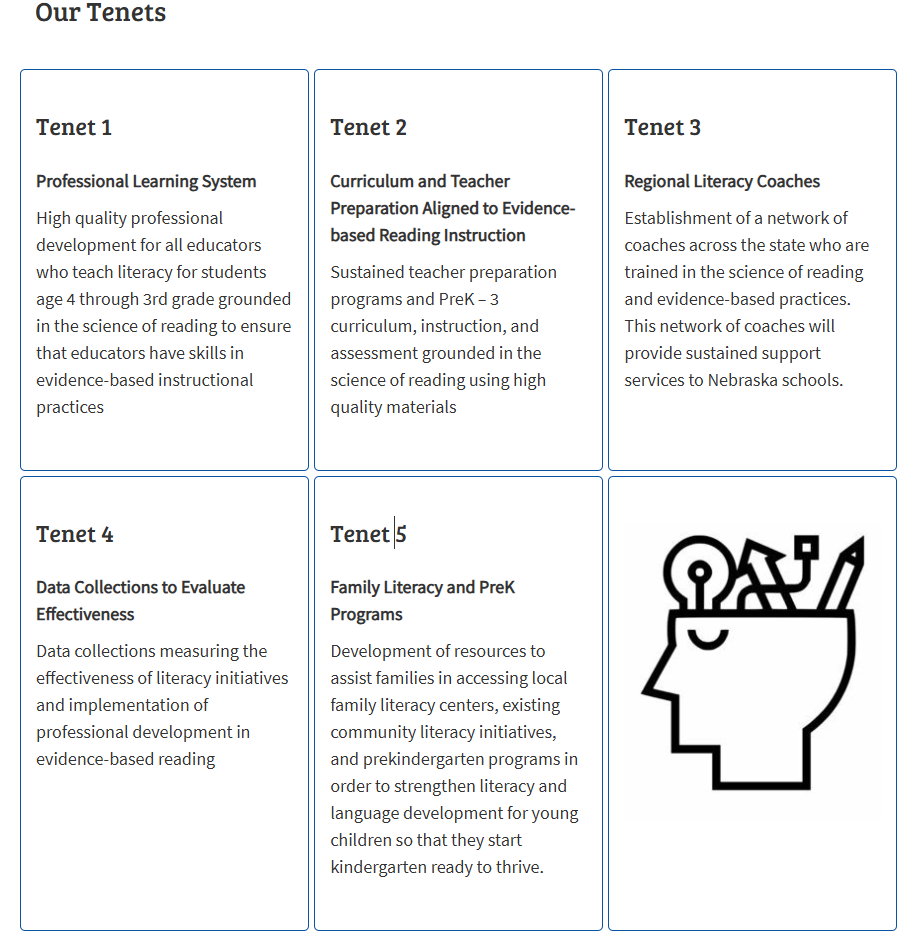 Our Tenets
Tenet 1
Professional Learning System
High quality professional
development for all educators
who teach literacy for students
age 4 through 3rd grade grounded
in the science of reading to ensure
that educators have skills in
evidence-based instructional
practices
Tenet 2
Curriculum and Teacher
Preparation Aligned to Evidence-
based Reading Instruction
Sustained teacher preparation
programs and PreK – 3
curriculum, instruction, and
assessment grounded in the
science of reading using high
quality materials
Tenet 3
Regional Literacy Coaches
Establishment of a network of
coaches across the state who are
trained in the science of reading
and evidence-based practices.
This network of coaches will
provide sustained support
services to Nebraska schools.
Tenet 4
Data Collections to Evaluate
Effectiveness
Data collections measuring the
effectiveness of literacy initiatives
and implementation of
professional development in
evidence-based reading
Tenet 5
Family Literacy and PreK
Programs
Development of resources to
assist families in accessing local
family literacy centers, existing
community literacy initiatives,
and prekindergarten programs in
order to strengthen literacy and
language development for young
children so that they start
kindergarten ready to thrive.